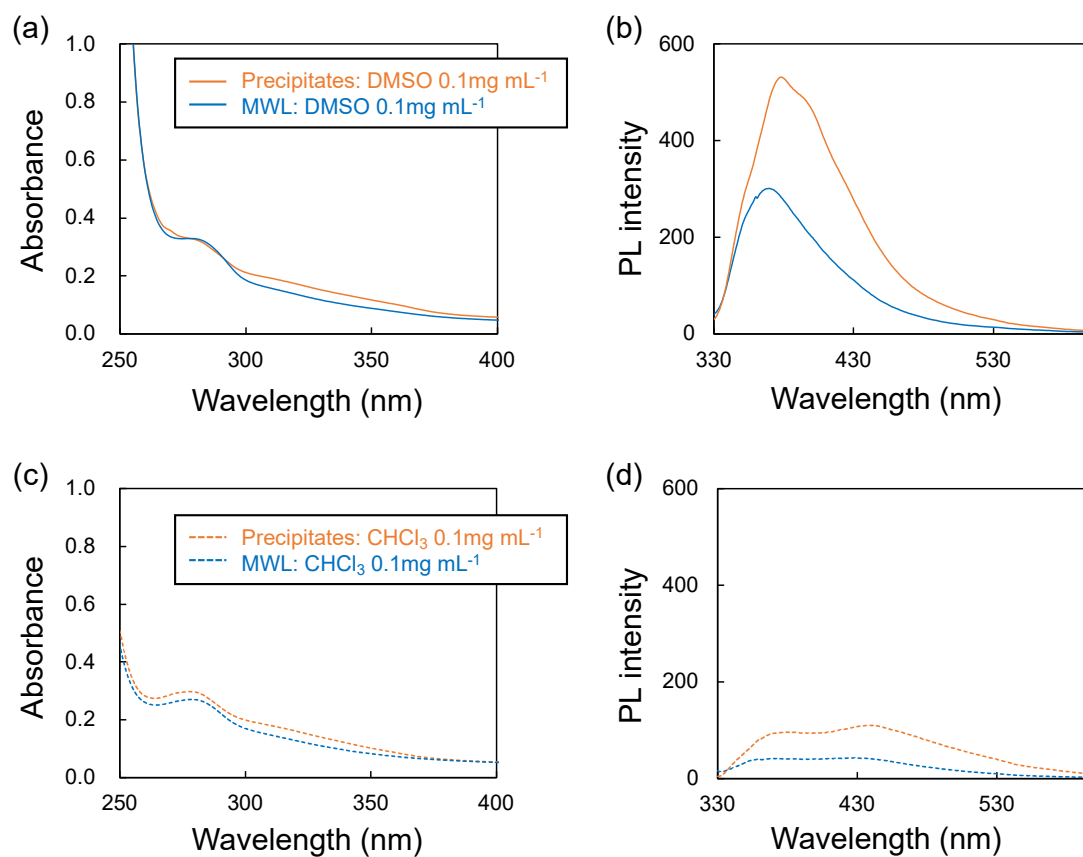 (a)
1.0
0.8
0.6
0.4
0.2
0.0
250
300
350
400
Absorbance
Wavelength (nm)
Precipitates: DMSO 0.1mg mL⁻¹
MWL: DMSO 0.1mg mL⁻¹
(b)
600
400
200
0
330
430
530
PL intensity
Wavelength (nm)
(c)
1.0
0.8
0.6
0.4
0.2
0.0
250
300
350
400
Absorbance
Wavelength (nm)
Precipitates: CHCl₃ 0.1mg mL⁻¹
MWL: CHCl₃ 0.1mg mL⁻¹
(d)
600
400
200
0
330
430
530
PL intensity
Wavelength (nm)